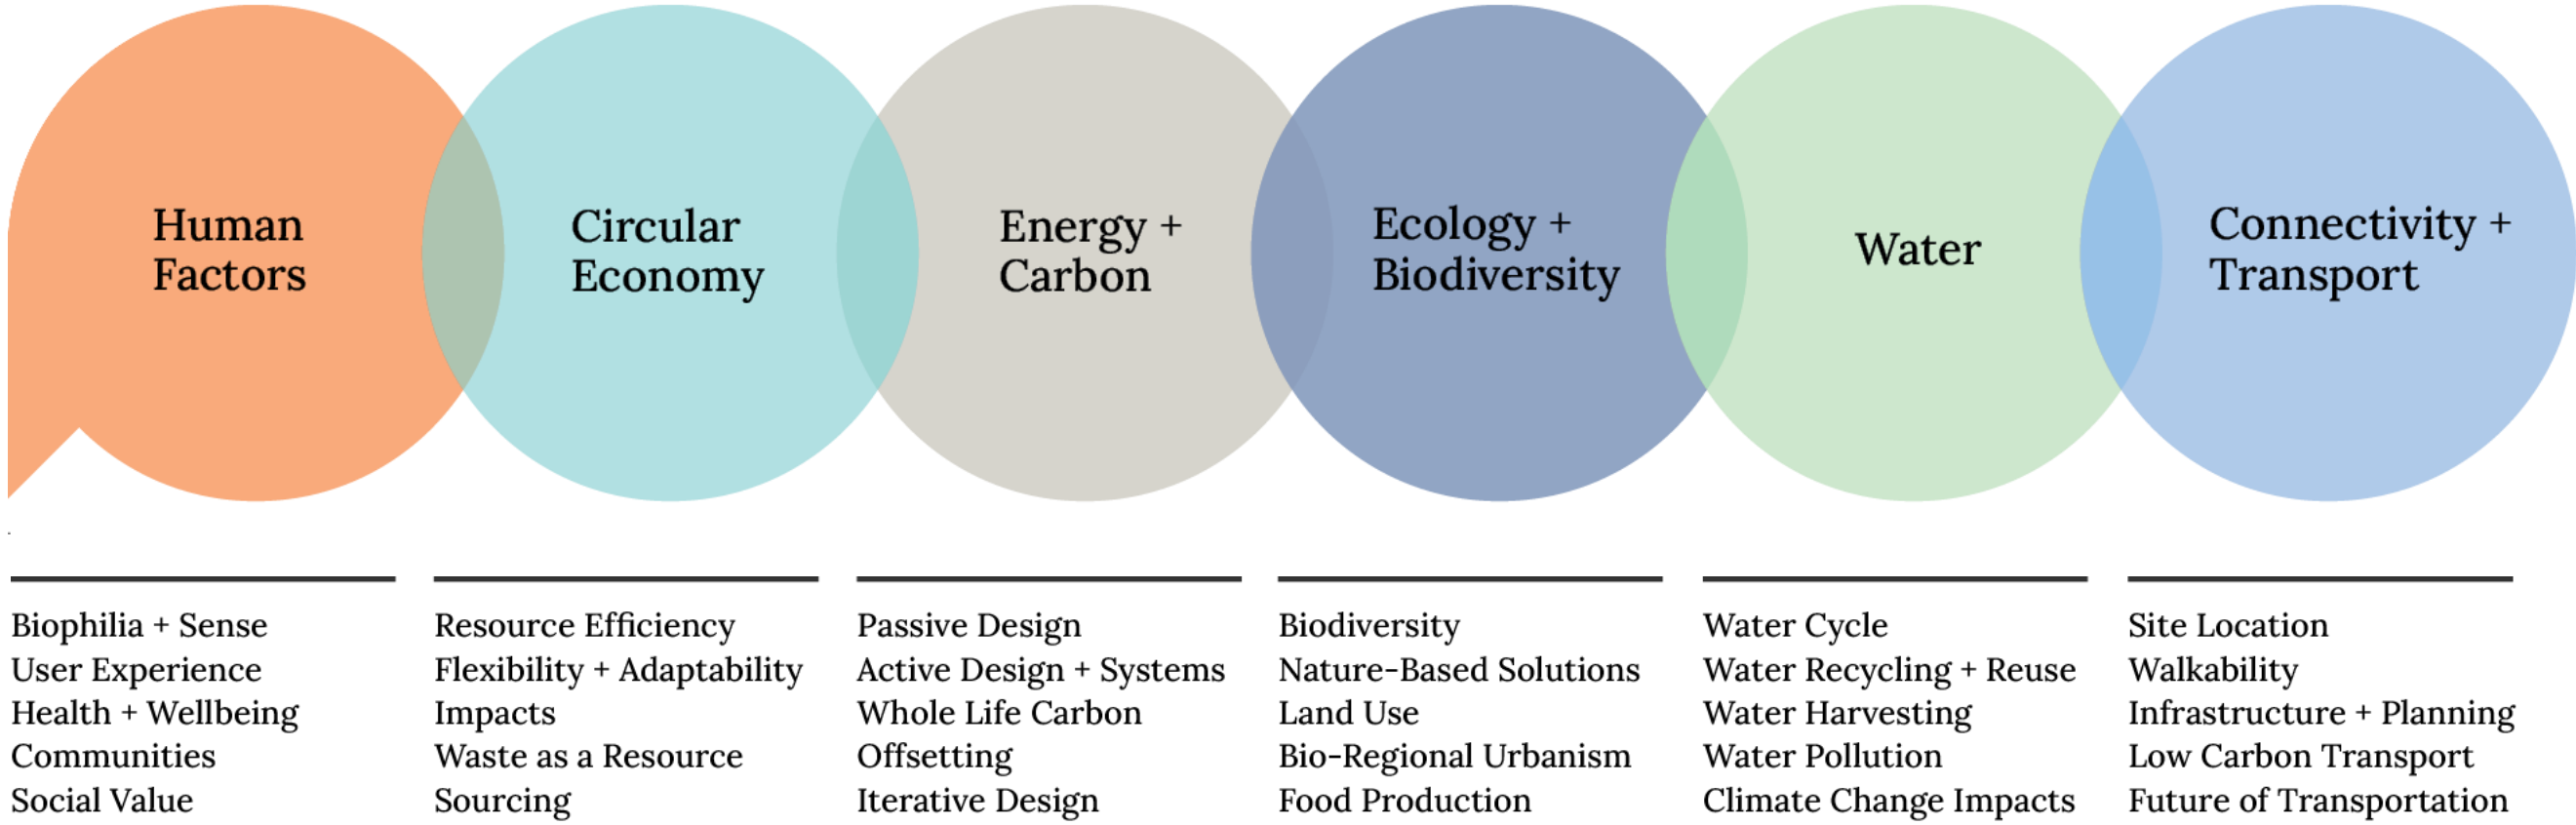 Human
Factors
Circular
Economy
Energy +
Carbon
Ecology +
Biodiversity
Water
Connectivity +
Transport
Biophilia + Sense
User Experience
Health + Wellbeing
Communities
Social Value
Resource Efficiency
Flexibility + Adaptability
Impacts
Waste as a Resource
Sourcing
Passive Design
Active Design + Systems
Whole Life Carbon
Offsetting
Iterative Design
Biodiversity
Nature-Based Solutions
Land Use
Bio-Regional Urbanism
Food Production
Water Cycle
Water Recycling + Reuse
Water Harvesting
Water Pollution
Climate Change Impacts
Site Location
Walkability
Infrastructure + Planning
Low Carbon Transport
Future of Transportation